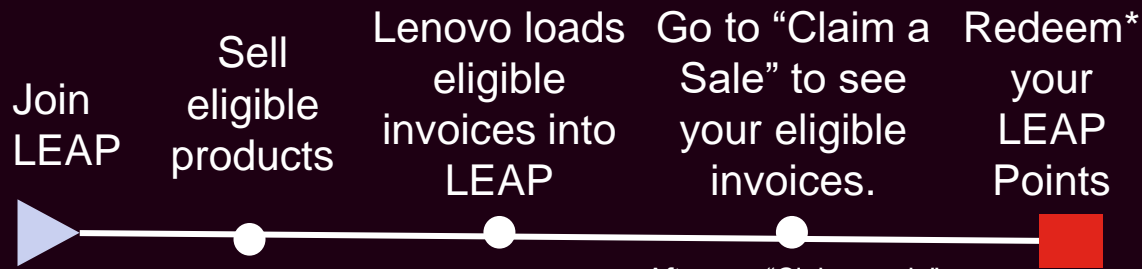 Join
LEAP
Sell
eligible
products
Lenovo loads
eligible
invoices into
LEAP
Go to “Claim a
Sale” to see
your eligible
invoices.
Redeem*
your
LEAP
Points